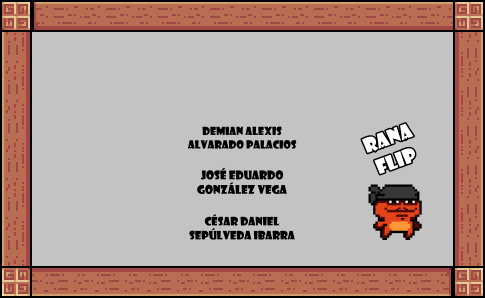 DEMIAN ALEXIS
ALVARADO PALACIOS
JOSÉ EDUARDO
GONZÁLEZ VEGA
CÉSAR DANIEL
SEPÚLVEDA IBARRA
RANA
FLIP